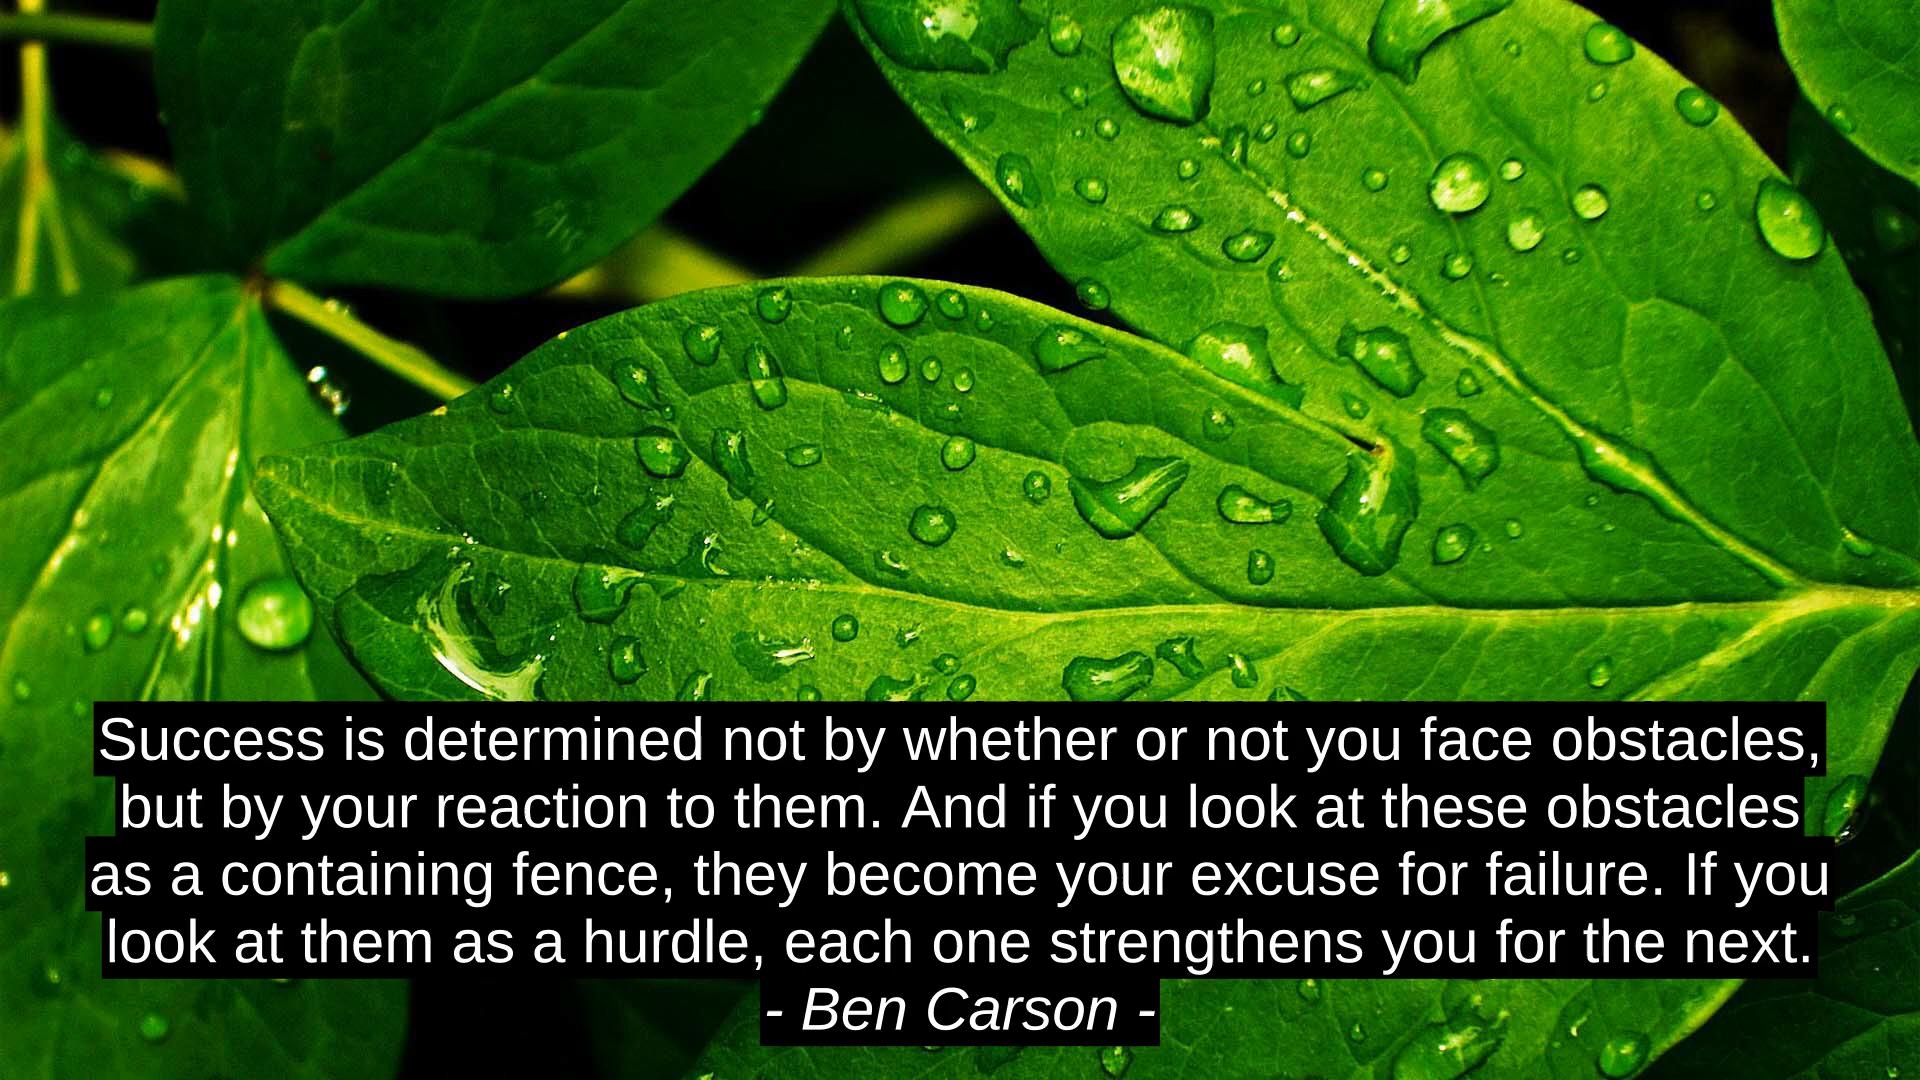 Success is determined not by whether or not you face obstacles,
but by your reaction to them. And if you look at these obstacles
as a containing fence, they become your excuse for failure. If you
look at them as a hurdle, each one strengthens you for the next.
- Ben Carson -